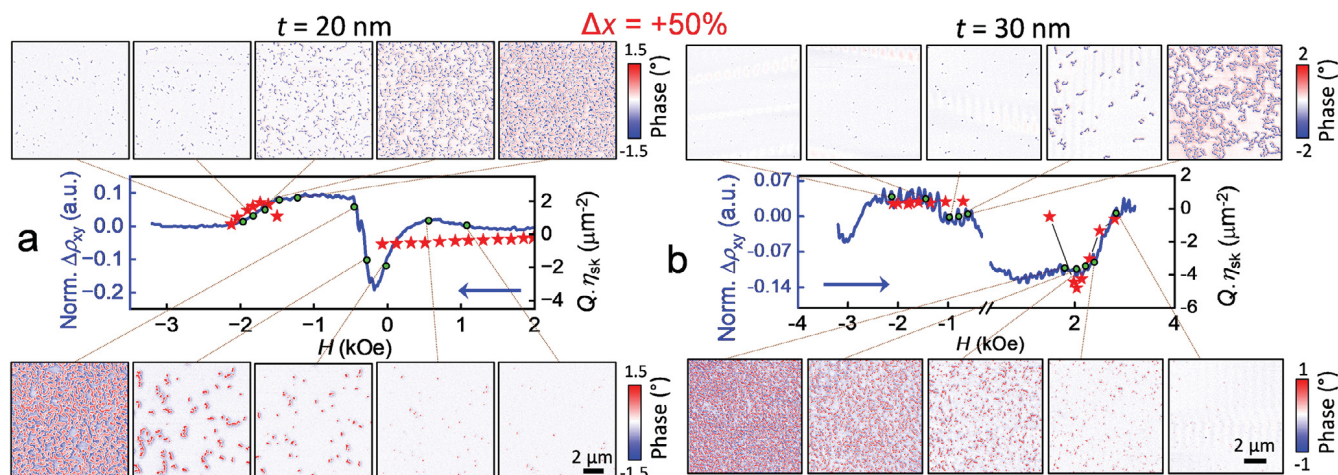 t = 20 nm
Δx = +50%
t = 30 nm
1.5
-1.5
Phase (°)
2
-2
Phase (°)
a
Norm. Δρxy (a.u.)
0.1
0.0
−0.1
−0.2
2
0
−2
−4
Q.ηsk (μm⁻²)
−3 −2 −1 0 1 2
H (kOe)
b
Norm. Δρxy (a.u.)
0.07
0.00
-0.07
-0.14
2
0
-2
-4
-6
Q.ηsk (μm⁻²)
-4 -3 -2 -1 2 4
H (kOe)
1.5
-1.5
Phase (°)
2 μm
1
-1
Phase (°)
2 μm